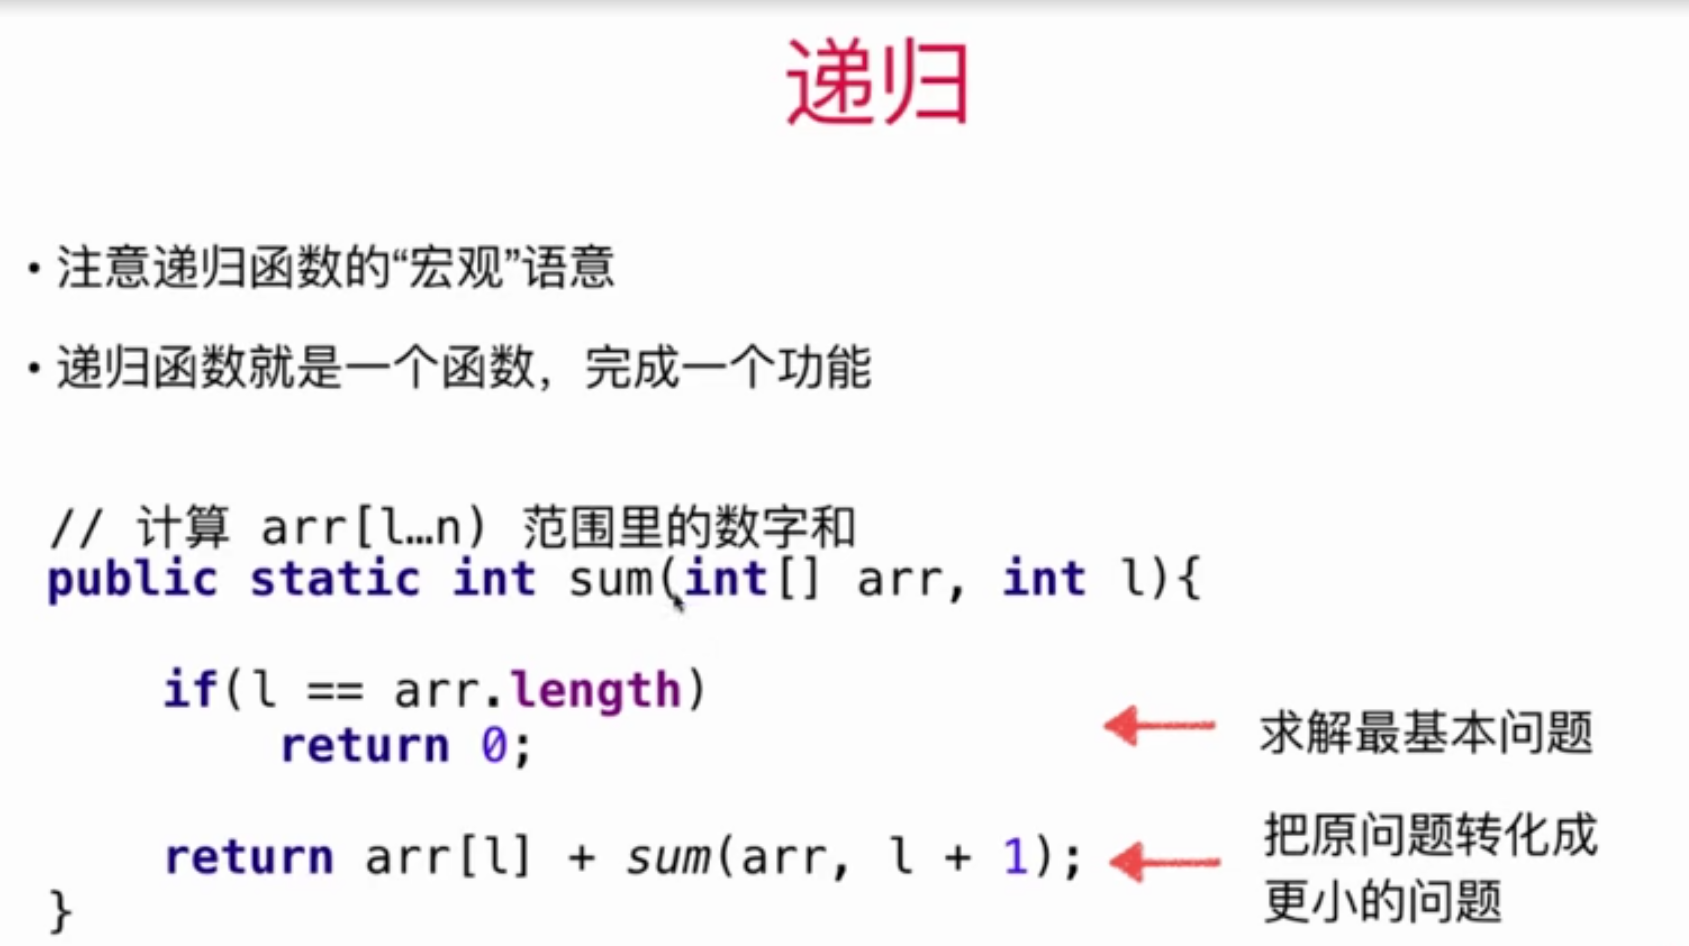 递归
• 注意递归函数的“宏观”语意
• 递归函数就是一个函数，完成一个功能
// 计算 arr[l…n) 范围里的数字和
public static int sum(int[] arr, int l){
if(l == arr.length)
return 0;
求解最基本问题
return arr[l] + sum(arr, l + 1);
把原问题转化成
更小的问题
}